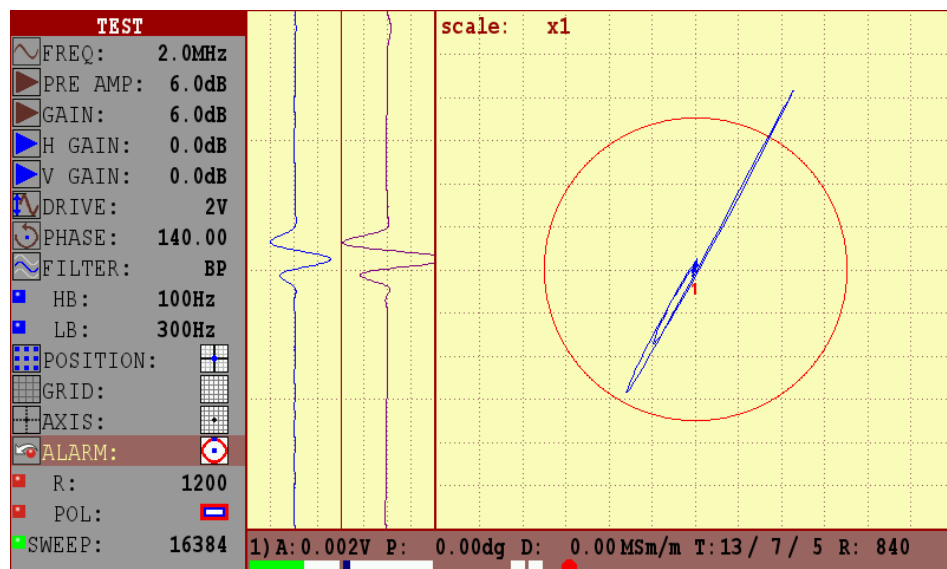 TEST
FREQ: 2.0MHz
PRE AMP: 6.0dB
GAIN: 6.0dB
H GAIN: 0.0dB
V GAIN: 0.0dB
DRIVE: 2V
PHASE: 140.00
FILTER: BP
HB: 100Hz
LB: 300Hz
POSITION:
GRID:
AXIS:
ALARM:
R: 1200
POL:
SWEEP: 16384
scale: x1
1
1) A:0.002V P: 0.00dg D: 0.00 MSm/m T:13/ 7/ 5 R: 840